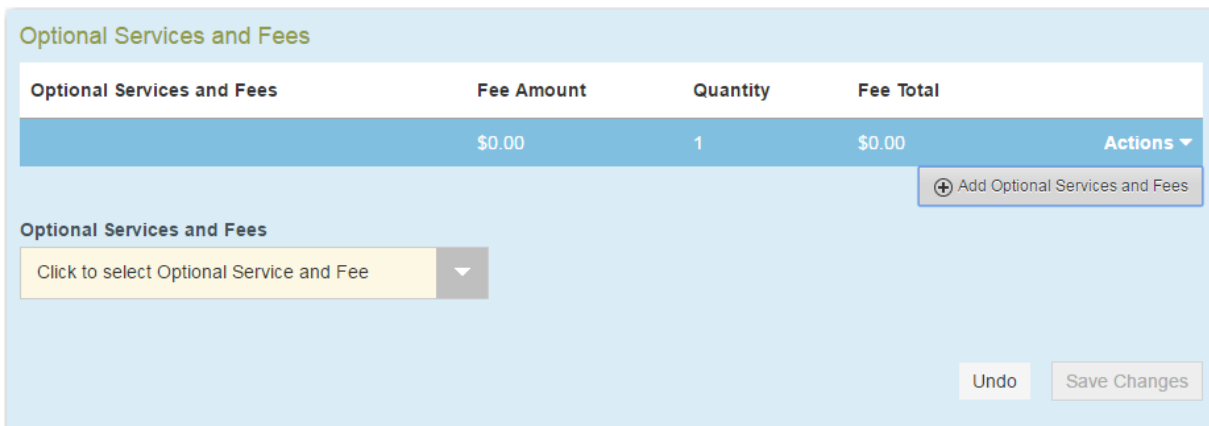 Optional Services and Fees
Optional Services and Fees Fee Amount Quantity Fee Total
$0.00 1 $0.00 Actions
Add Optional Services and Fees
Optional Services and Fees
Click to select Optional Service and Fee
Undo Save Changes